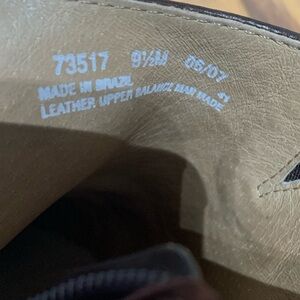 73517 9½M 06/07
MADE IN BRAZIL
LEATHER UPPER BALANCE MAN MADE